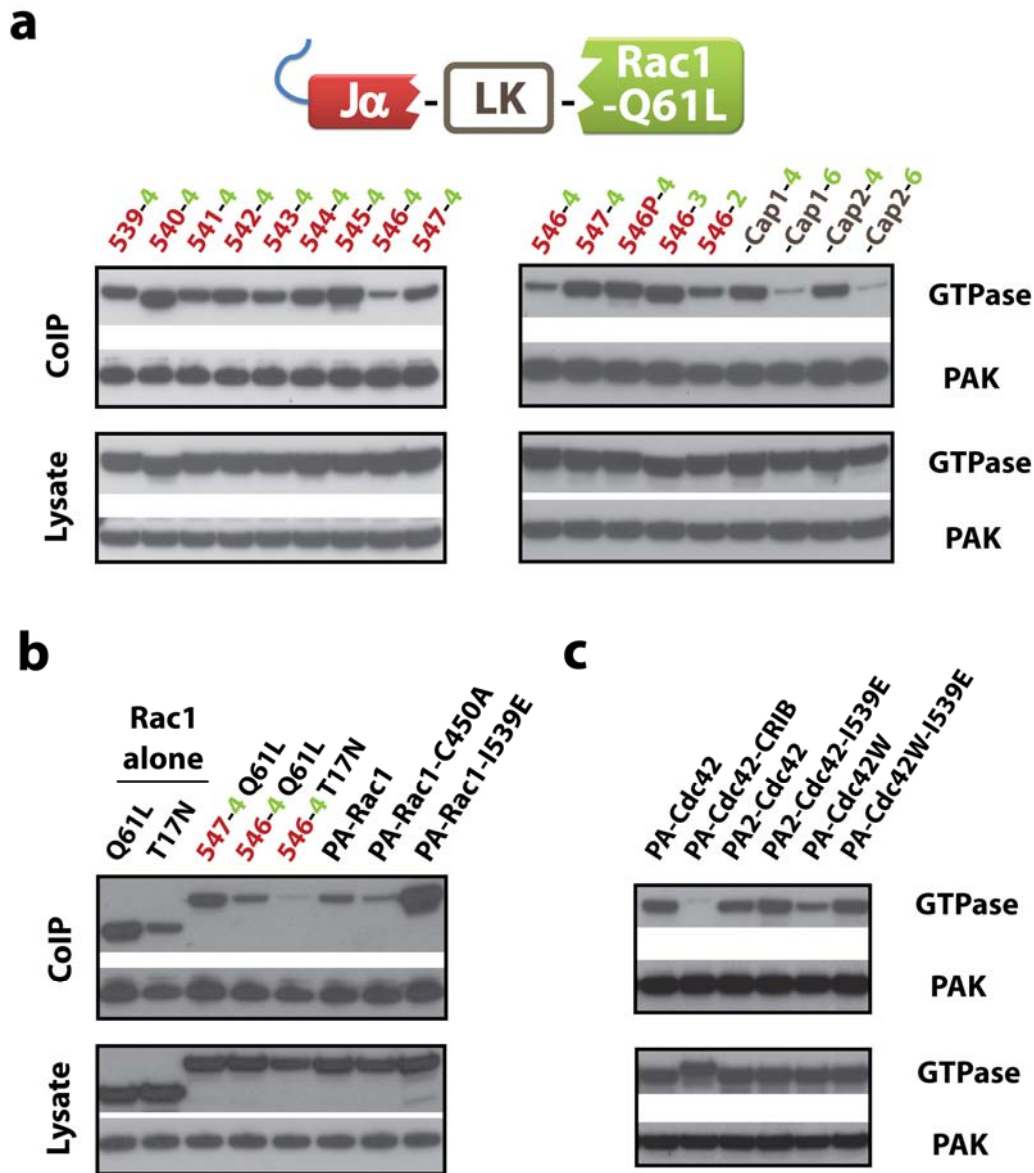 a
Jα - LK - Rac1
-Q61L
539-4 540-4 541-4 542-4 543-4 544-4 545-4 546-4 547-4
546-4 547-4 546P-4 546-3 546-2 -Cap1-4 -Cap1-6 -Cap2-4 -Cap2-6
CoIP
GTPase
PAK
Lysate
GTPase
PAK
b
Rac1
alone
Q61L T17N 547-4 Q61L 546-4 Q61L 546-4 T17N PA-Rac1 PA-Rac1-C450A PA-Rac1-I539E
CoIP
Lysate
c
PA-Cdc42 PA-Cdc42-CRIB PA2-Cdc42 PA2-Cdc42-I539E PA-Cdc42W PA-Cdc42W-I539E
GTPase
PAK
GTPase
PAK